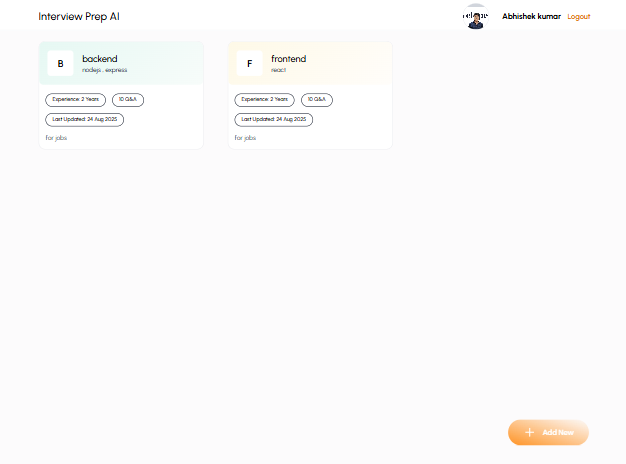 Interview Prep AI
Abhishek kumar Logout
B
backend
nodejs , express
Experience: 2 Years
10 Q&A
Last Updated: 24 Aug 2025
for jobs
F
frontend
react
Experience: 2 Years
10 Q&A
Last Updated: 24 Aug 2025
for jobs
+ Add New